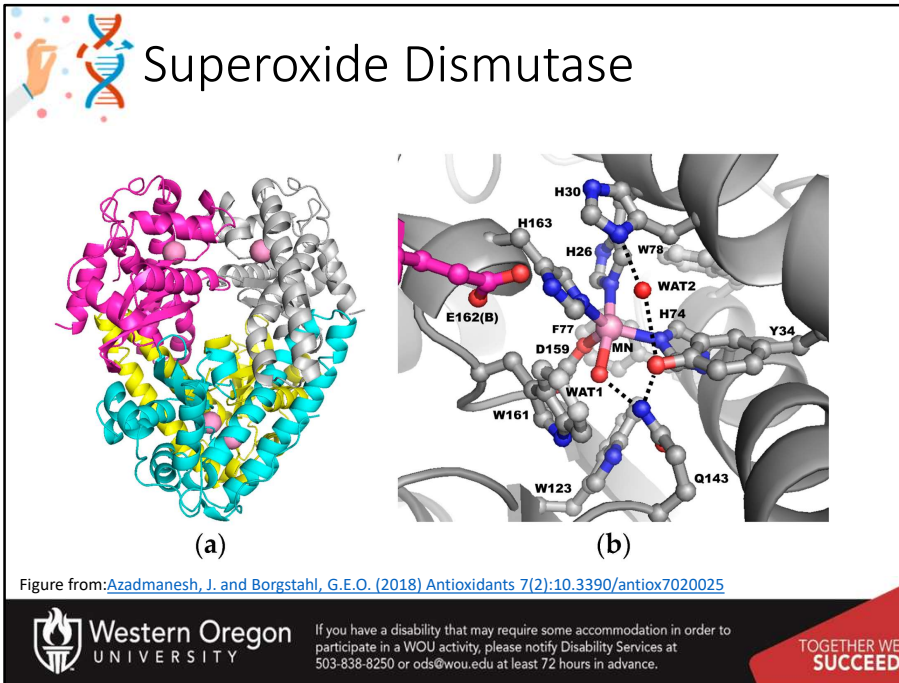 Superoxide Dismutase
H30
H163
H26
W78
WAT2
E162(B)
H74
Y34
F77
MN
D159
WAT1
W161
W123
Q143
(a)
(b)
Figure from:Azadmanesh, J. and Borgstahl, G.E.O. (2018) Antioxidants 7(2):10.3390/antiox7020025
Western Oregon
UNIVERSITY
If you have a disability that may require some accommodation in order to
participate in a WOU activity, please notify Disability Services at
503-838-8250 or ods@wou.edu at least 72 hours in advance.
TOGETHER WE
SUCCEED